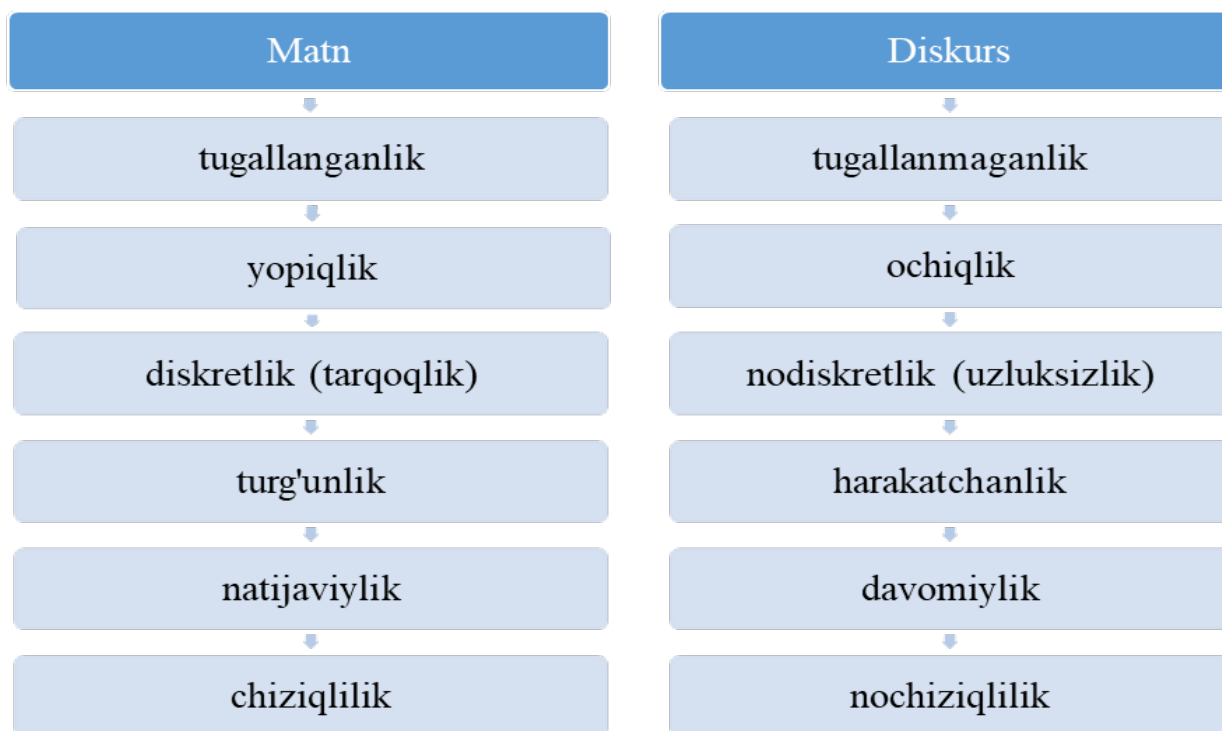 Matn
tugallanganlik
yopiqlik
diskretlik (tarqoqlik)
turg'unlik
natijaviylik
chiziqlilik
Diskurs
tugallanmaganlik
ochiqlik
nodiskretlik (uzluksizlik)
harakatchanlik
davomiylik
nochiziqlilik